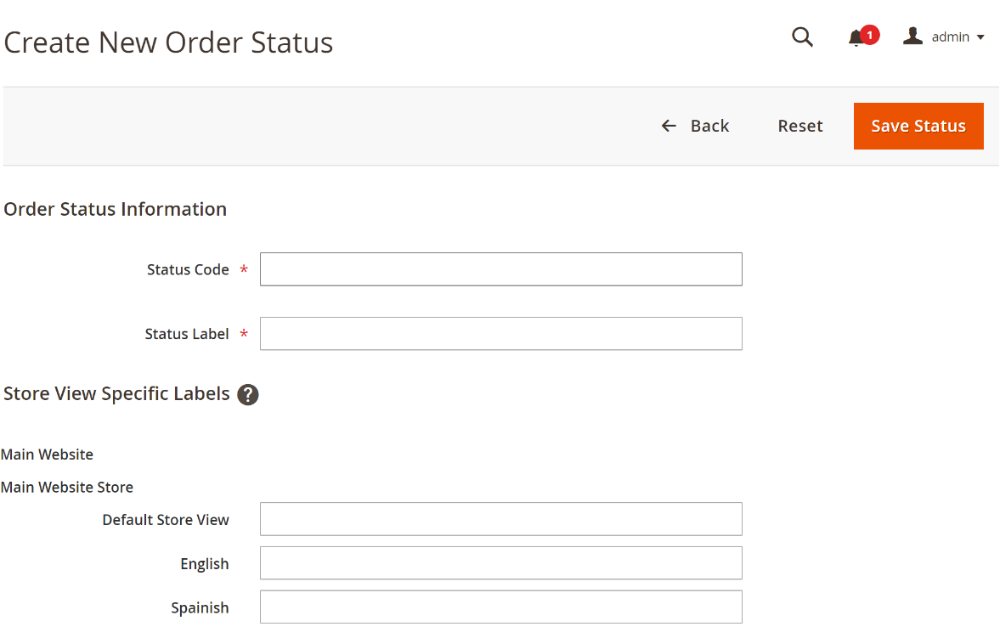 Create New Order Status
1
admin
Back
Reset
Save Status
Order Status Information
Status Code *
Status Label *
Store View Specific Labels ?
Main Website
Main Website Store
Default Store View
English
Spainish